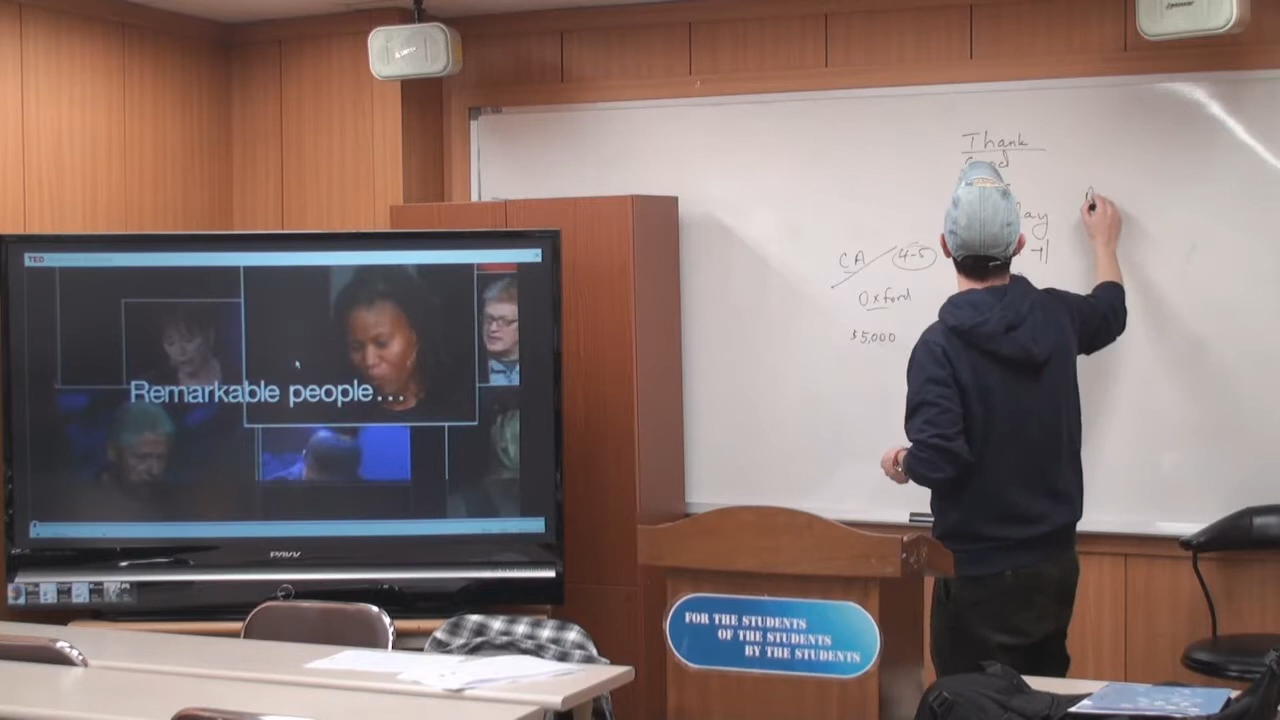 TED
Remarkable people...
Thank
CA
4-5
Oxford
$5,000
FOR THE STUDENTS
OF THE STUDENTS
BY THE STUDENTS